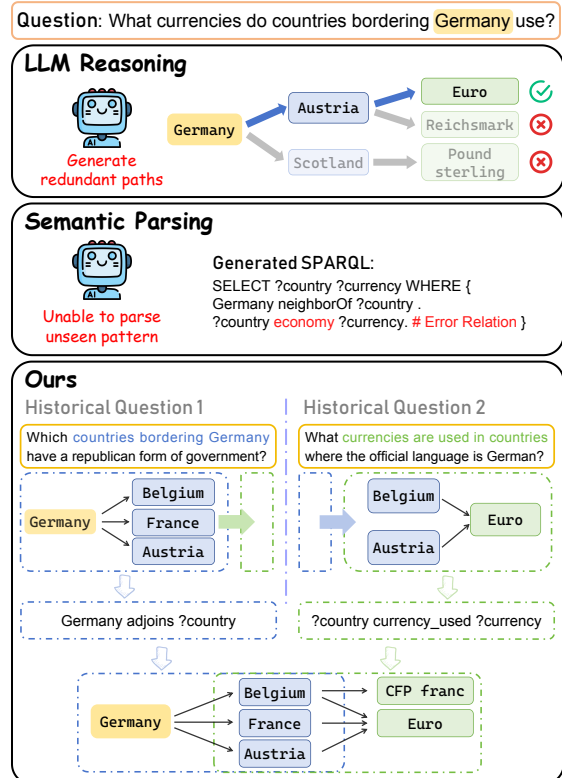 Question: What currencies do countries bordering Germany use?
LLM Reasoning
AI
Generate
redundant paths
Germany
Austria
Scotland
Euro
Reichsmark
Pound
sterling
Semantic Parsing
AI
Unable to parse
unseen pattern
Generated SPARQL:
SELECT ?country ?currency WHERE {
Germany neighborOf ?country .
?country economy ?currency. # Error Relation }
Ours
Historical Question 1
Which countries bordering Germany
have a republican form of government?
Germany
Belgium
France
Austria
Historical Question 2
What currencies are used in countries
where the official language is German?
Belgium
Austria
Euro
Germany adjoins ?country
?country currency_used ?currency
Germany
Belgium
France
Austria
CFP franc
Euro